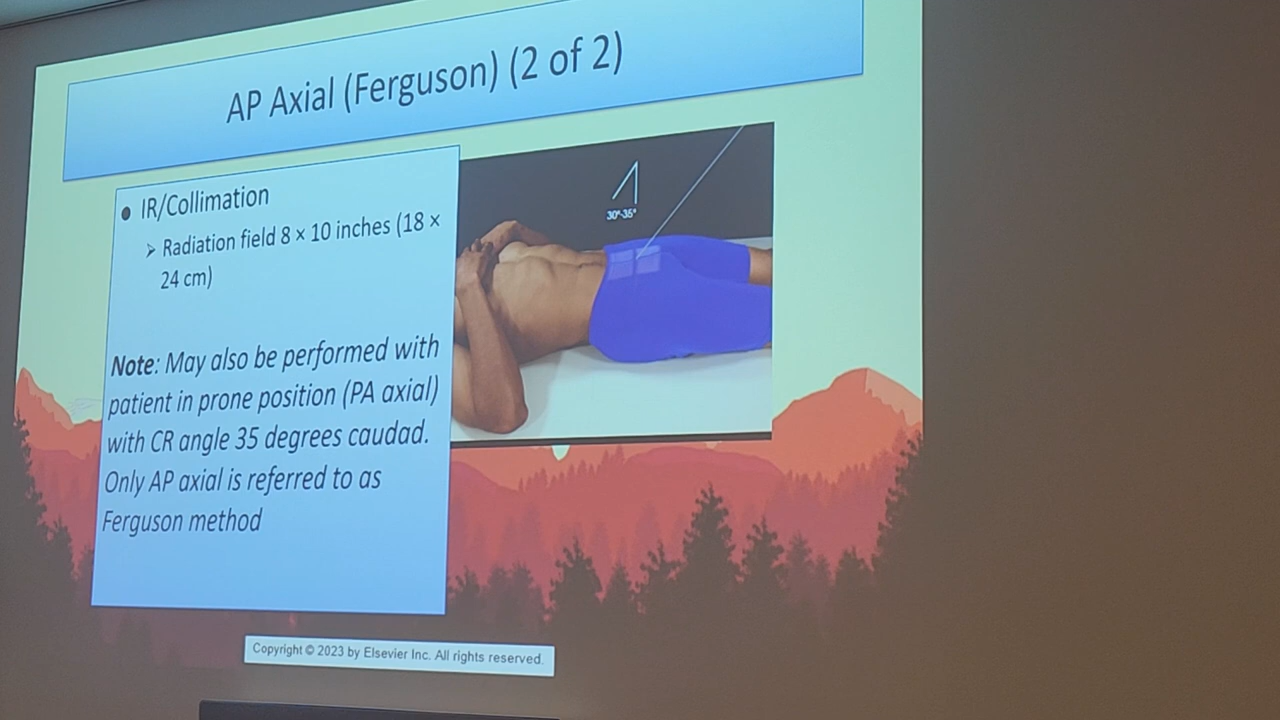 AP Axial (Ferguson) (2 of 2)
• IR/Collimation
➢ Radiation field 8 × 10 inches (18 ×
24 cm)
Note: May also be performed with
patient in prone position (PA axial)
with CR angle 35 degrees caudad.
Only AP axial is referred to as
Ferguson method
30°-35°
Copyright © 2023 by Elsevier Inc. All rights reserved.